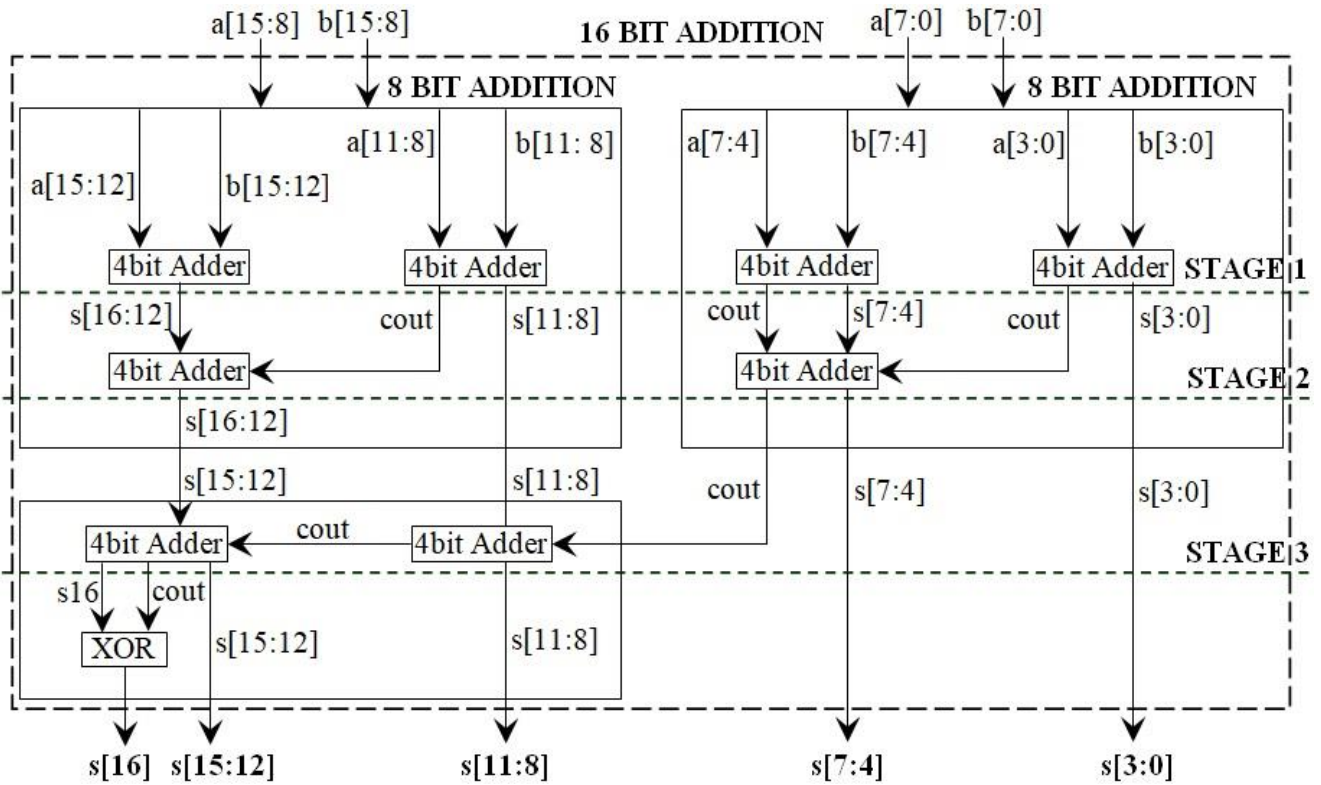 a[15:8] b[15:8] 16 BIT ADDITION a[7:0] b[7:0]
8 BIT ADDITION 8 BIT ADDITION
a[11:8] b[11: 8] a[7:4] b[7:4] a[3:0] b[3:0]
a[15:12] b[15:12]
4bit Adder 4bit Adder 4bit Adder 4bit Adder STAGE 1
s[16:12] cout s[11:8] cout s[7:4] cout s[3:0]
4bit Adder 4bit Adder STAGE 2
s[16:12]
s[15:12] s[11:8] cout s[7:4] s[3:0]
4bit Adder cout 4bit Adder STAGE 3
s16 cout
XOR s[15:12] s[11:8]
s[16] s[15:12] s[11:8] s[7:4] s[3:0]